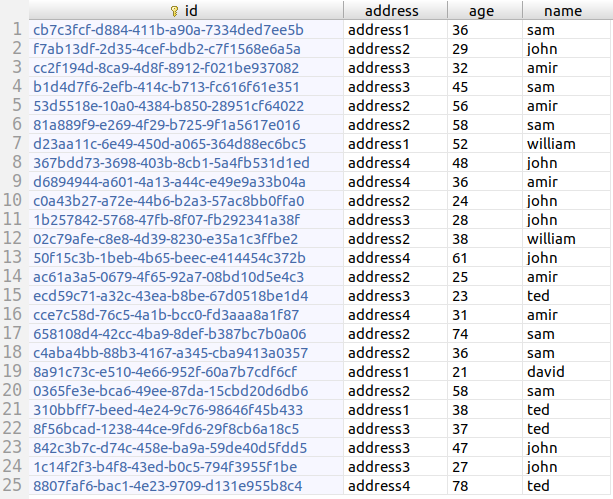 id address age name
1 cb7c3fcf-d884-411b-a90a-7334ded7ee5b address1 36 sam
2 f7ab13df-2d35-4cef-bdb2-c7f1568e6a5a address2 29 john
3 cc2f194d-8ca9-4d8f-8912-f021be937082 address3 32 amir
4 b1d4d7f6-2efb-414c-b713-fc616f61e351 address3 45 sam
5 53d5518e-10a0-4384-b850-28951cf64022 address2 56 amir
6 81a889f9-e269-4f29-b725-9f1a5617e016 address2 58 sam
7 d23aa11c-6e49-450d-a065-364d88ec6bc5 address1 52 william
8 367bdd73-3698-403b-8cb1-5a4fb531d1ed address4 48 john
9 d6894944-a601-4a13-a44c-e49e9a33b04a address4 36 amir
10 c0a43b27-a72e-44b6-b2a3-57ac8bb0ffa0 address2 24 john
11 1b257842-5768-47fb-8f07-fb292341a38f address3 28 john
12 02c79afe-c8e8-4d39-8230-e35a1c3ffbe2 address2 38 william
13 50f15c3b-1beb-4b65-beec-e414454c372b address4 61 john
14 ac61a3a5-0679-4f65-92a7-08bd10d5e4c3 address2 25 amir
15 ecd59c71-a32c-43ea-b8be-67d0518be1d4 address3 23 ted
16 cce7c58d-76c5-4a1b-bcc0-fd3aaa8a1f87 address4 31 amir
17 658108d4-42cc-4ba9-8def-b387bc7b0a06 address2 74 sam
18 c4aba4bb-88b3-4167-a345-cba9413a0357 address2 36 sam
19 8a91c73c-e510-4e66-952f-60a7b7cdf6cf address1 21 david
20 0365fe3e-bca6-49ee-87da-15cbd20d6db6 address2 58 sam
21 310bbff7-beed-4e24-9c76-98646f45b433 address1 38 ted
22 8f56bcad-1238-44ce-9fd6-29f8cb6a18c5 address3 37 ted
23 842c3b7c-d74c-458e-ba9a-59de40d5fdd5 address3 47 john
24 1c14f2f3-b4f8-43ed-b0c5-794f3955f1be address3 27 john
25 8807faf6-bac1-4e23-9709-d131e955b8c4 address4 78 ted